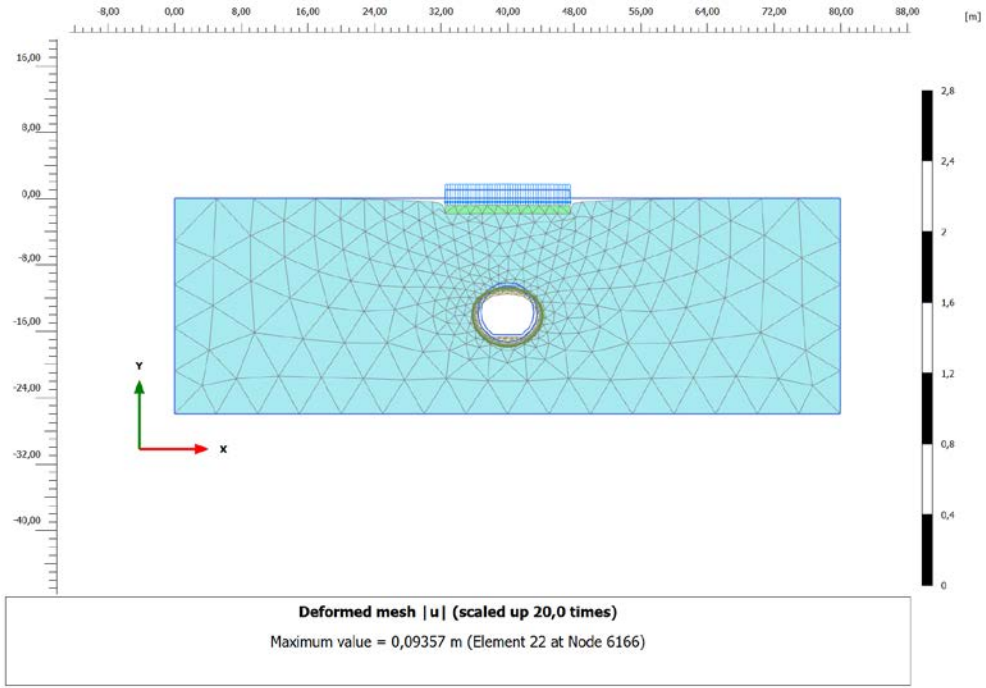 -8,00 0,00 8,00 16,00 24,00 32,00 40,00 48,00 56,00 64,00 72,00 80,00 88,00
[m]
16,00
8,00
0,00
-8,00
-16,00
-24,00
-32,00
-40,00
Y
X
2,8
2,4
2
1,6
1,2
0,8
0,4
0
Deformed mesh |u| (scaled up 20,0 times)
Maximum value = 0,09357 m (Element 22 at Node 6166)